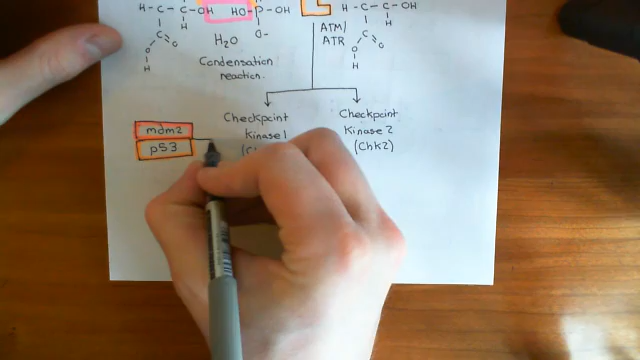 H-C-C-OH HO-P-OH H-C-C-OH
H H
O-
C O C O
O H₂O ATM/ O
H ATR H
Condensation
reaction.
Checkpoint Checkpoint
mdm2 Kinase 1 Kinase 2
p53 (Chk2)